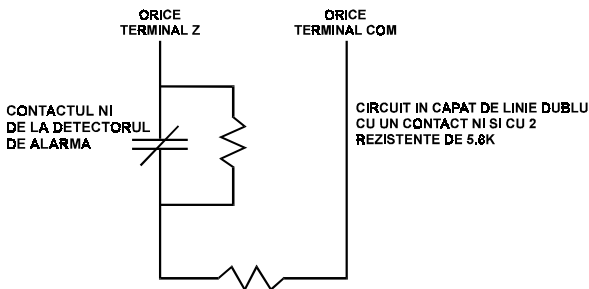 ORICE
TERMINAL Z
ORICE
TERMINAL COM
CONTACTUL NI
DE LA DETECTORUL
DE ALARMA
CIRCUIT IN CAPAT DE LINIE DUBLU
CU UN CONTACT NI SI CU 2
REZISTENTE DE 5.6K